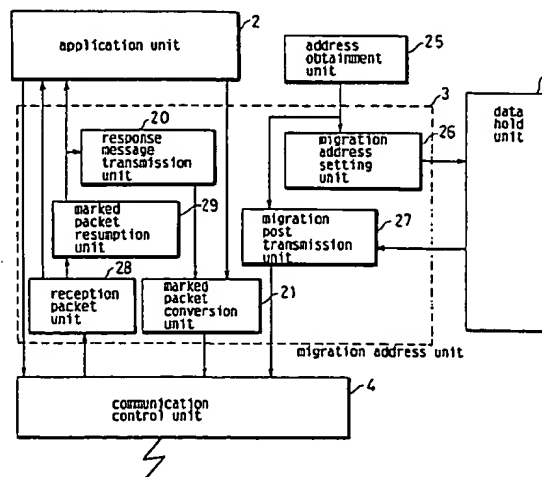 2
application unit
address
obtainment
unit
25
3
20
response
message
transmission
unit
migration
address
setting
unit
26
data
hold
unit
marked
packet
resumption
unit
29
migration
post
transmission
unit
27
28
reception
packet
unit
marked
packet
conversion
unit
21
migration address unit
4
communication
control unit